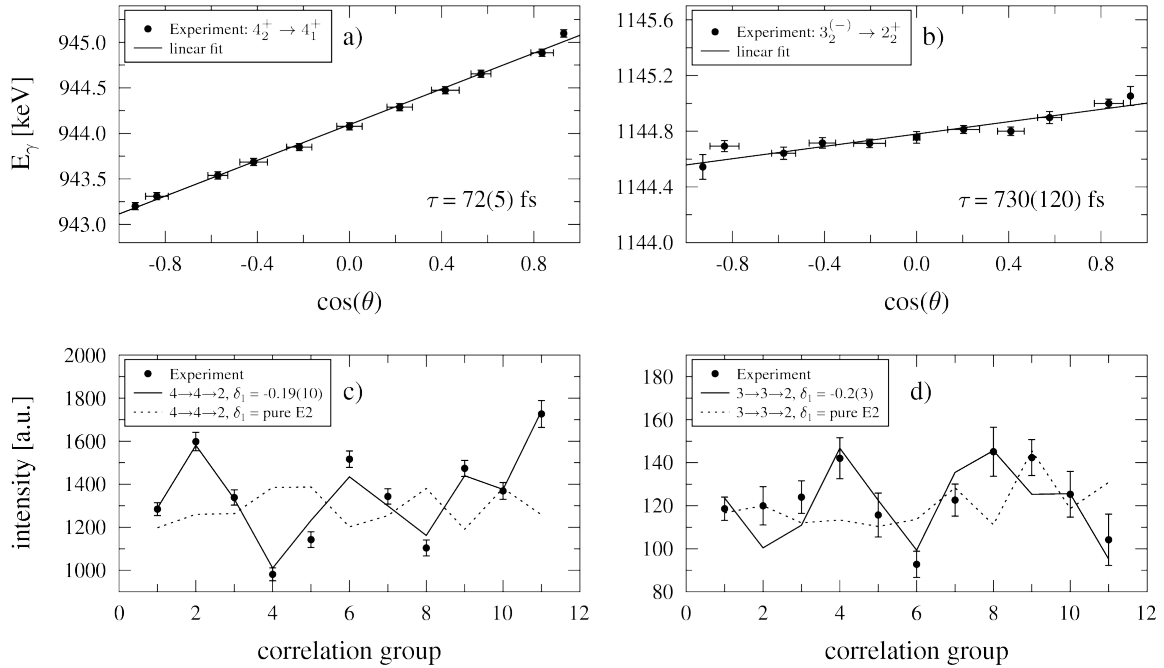 Experiment: 4₂⁺ → 4₁⁺
linear fit
a)
945.0
944.5
944.0
943.5
943.0
E_γ [keV]
τ = 72(5) fs
-0.8 -0.4 0.0 0.4 0.8
cos(θ)
Experiment: 3₂⁽⁻⁾ → 2₂⁺
linear fit
b)
1145.6
1145.2
1144.8
1144.4
1144.0
τ = 730(120) fs
-0.8 -0.4 0.0 0.4 0.8
cos(θ)
Experiment
4→4→2, δ₁ = -0.19(10)
4→4→2, δ₁ = pure E2
c)
2000
1800
1600
1400
1200
1000
intensity [a.u.]
0 2 4 6 8 10 12
correlation group
Experiment
3→3→2, δ₁ = -0.2(3)
3→3→2, δ₁ = pure E2
d)
180
160
140
120
100
80
0 2 4 6 8 10 12
correlation group